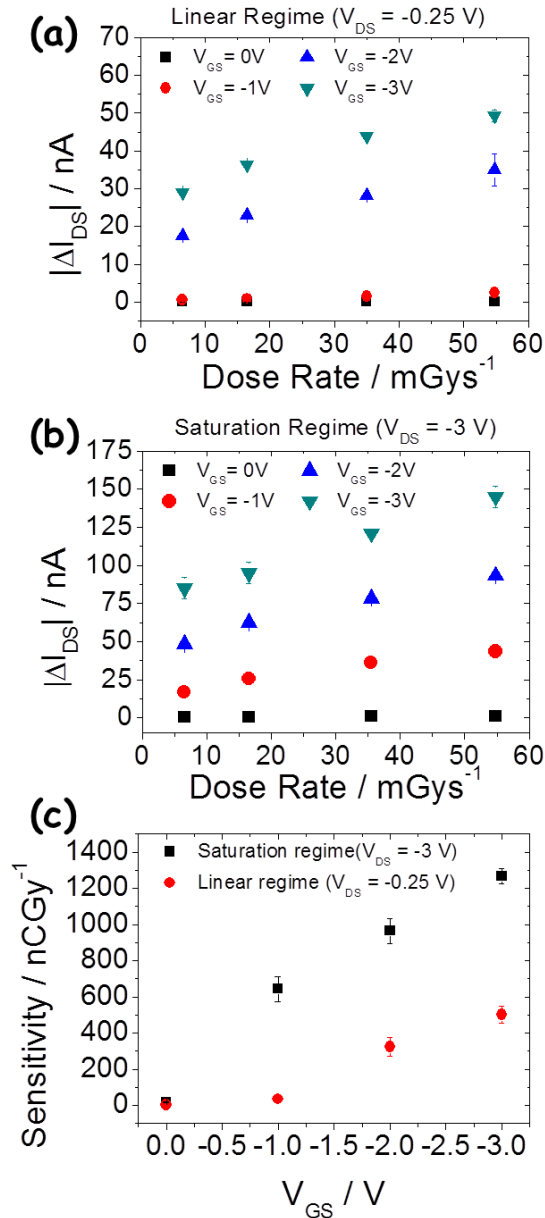 (a)
Linear Regime (V_DS = -0.25 V)
V_GS = 0V
V_GS = -2V
V_GS = -1V
V_GS = -3V
70
60
50
40
30
20
10
0
|ΔI_DS| / nA
0 10 20 30 40 50 60
Dose Rate / mGys⁻¹
(b)
Saturation Regime (V_DS = -3 V)
V_GS = 0V
V_GS = -2V
V_GS = -1V
V_GS = -3V
175
150
125
100
75
50
25
0
|ΔI_DS| / nA
0 10 20 30 40 50 60
Dose Rate / mGys⁻¹
(c)
Saturation regime(V_DS = -3 V)
Linear regime (V_DS = -0.25 V)
1400
1200
1000
800
600
400
200
0
Sensitivity / nCGy⁻¹
0.0 -0.5 -1.0 -1.5 -2.0 -2.5 -3.0
V_GS / V